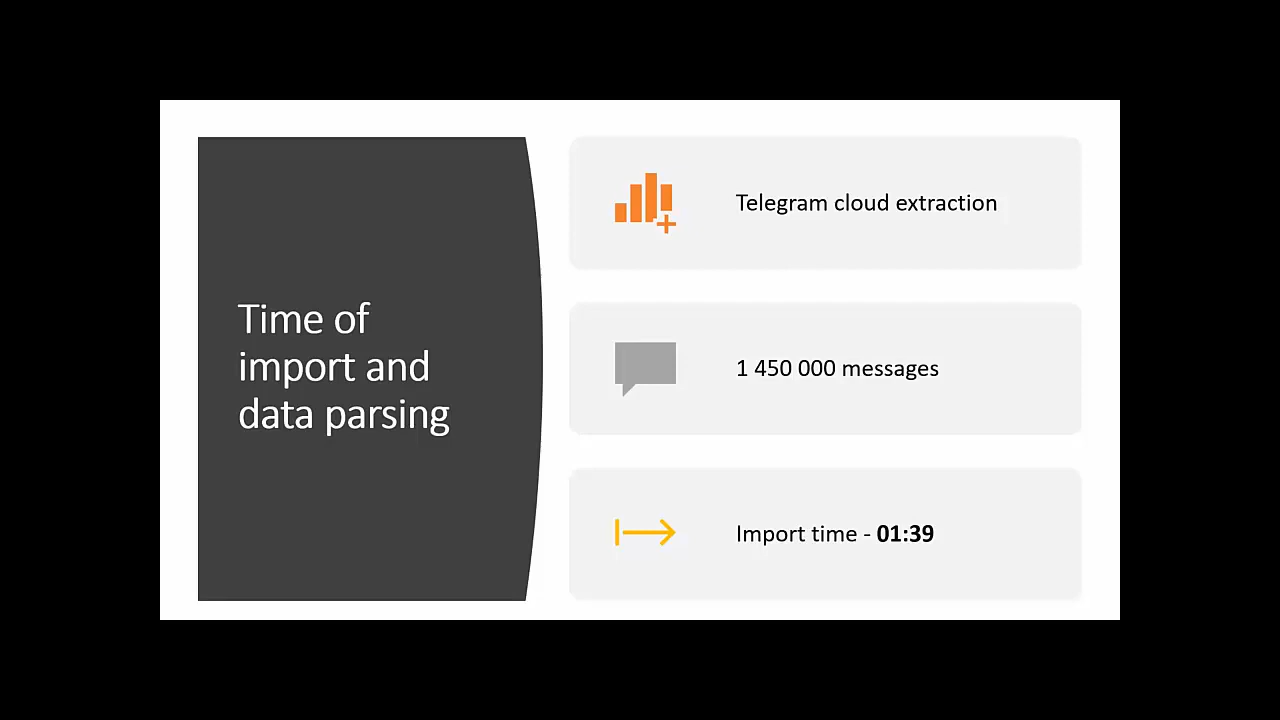 Time of
import and
data parsing
Telegram cloud extraction
1 450 000 messages
Import time - 01:39